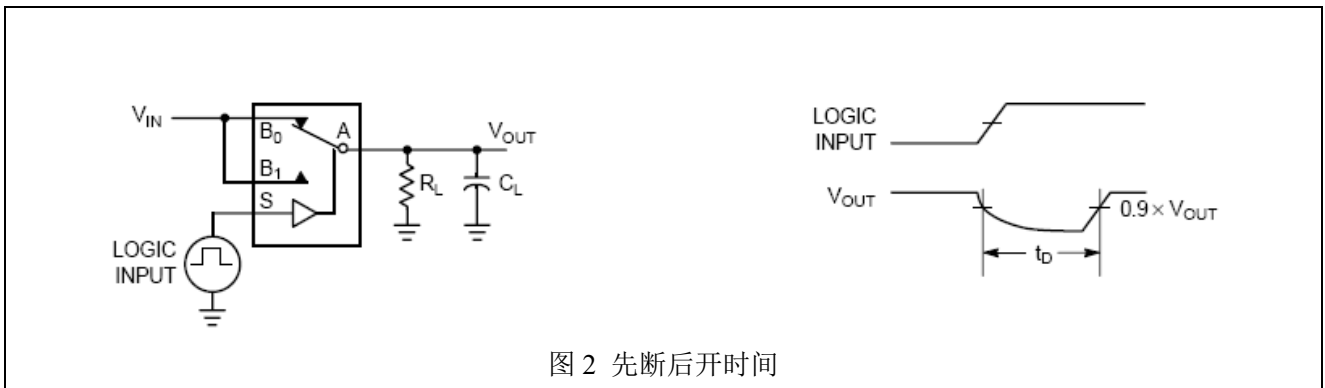 V_IN
B₀
A
V_OUT
B₁
R_L
C_L
S
LOGIC
INPUT
LOGIC
INPUT
V_OUT
0.9 × V_OUT
t_D
图 2 先断后开时间